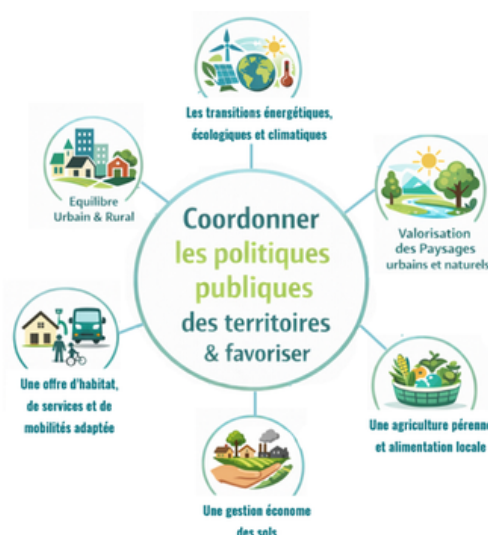 Les transitions énergétiques,
écologiques et climatiques
Equilibre
Urbain & Rural
Coordonner
les politiques
publiques
des territoires
& favoriser
Valorisation
des Paysages
urbains et naturels
Une offre d'habitat,
de services et de
mobilités adaptée
Une agriculture pérenne
et alimentation locale
Une gestion économe
des sols